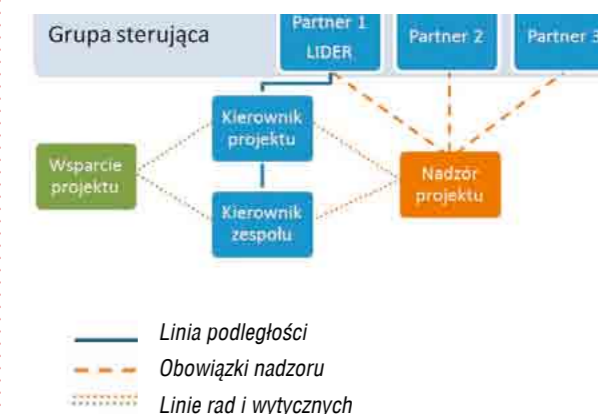 Grupa sterująca
Partner 1
LIDER
Partner 2
Partner 3
Kierownik
projektu
Wsparcie
projektu
Nadzór
projektu
Kierownik
zespołu
Linia podległości
Obowiązki nadzoru
Linie rad i wytycznych